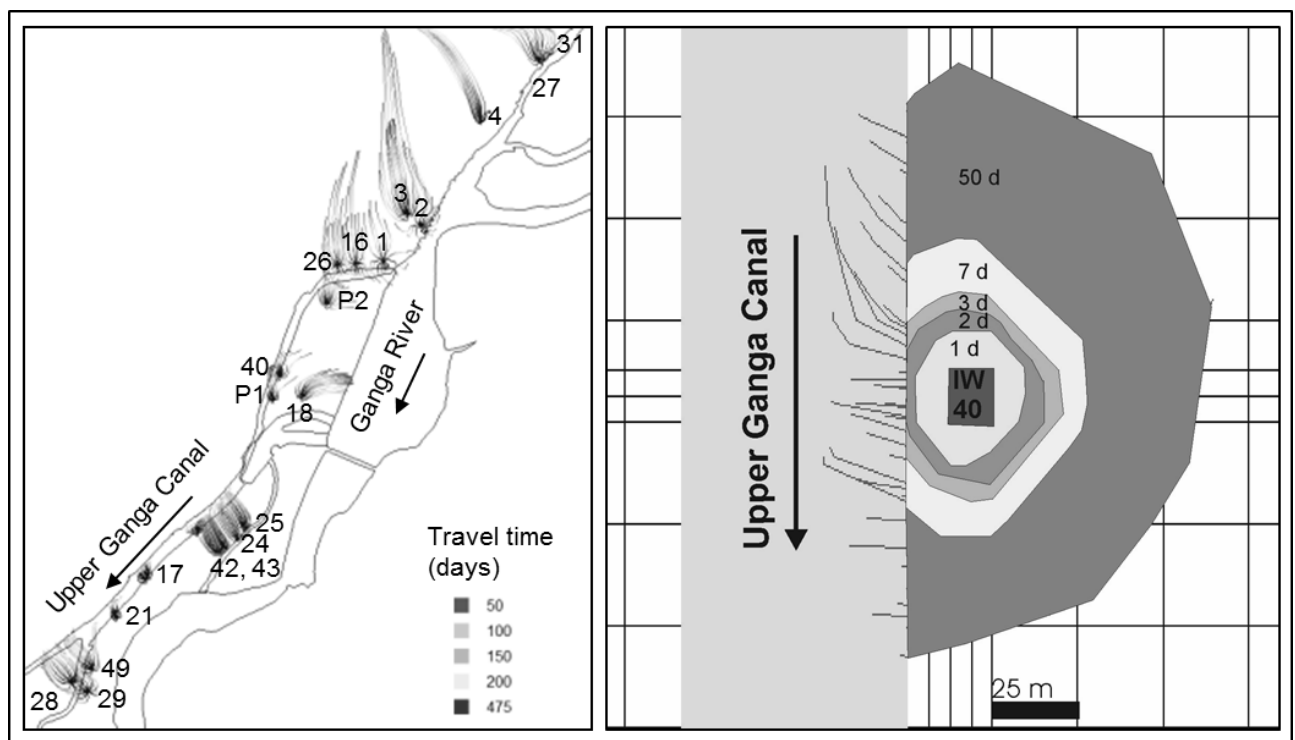 31
27
4
3
2
26
16
1
P2
40
P1
18
Ganga River
Upper Ganga Canal
25
24
42, 43
17
21
49
28
29
Travel time
(days)
50
100
150
200
475
Upper Ganga Canal
50 d
7 d
3 d
2 d
1 d
IW
40
25 m